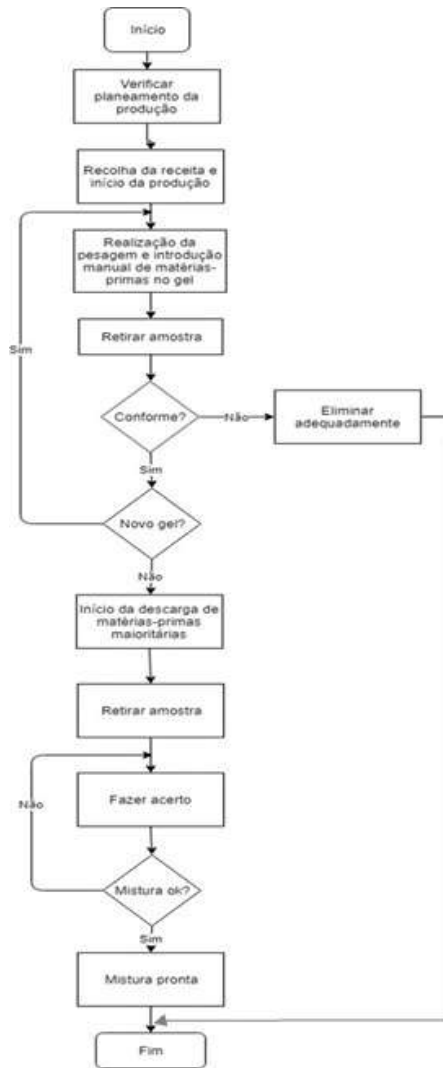 Início
Verificar
planeamento da
produção
Recolha da receita e
início da produção
Realização da
pesagem e introdução
manual de matérias-
primas no gel
Sim
Retirar amostra
Conforme?
Não
Eliminar
adequadamente
Sim
Novo gel?
Não
Início da descarga de
matérias-primas
maioritárias
Retirar amostra
Fazer acerto
Não
Mistura ok?
Sim
Mistura pronta
Fim